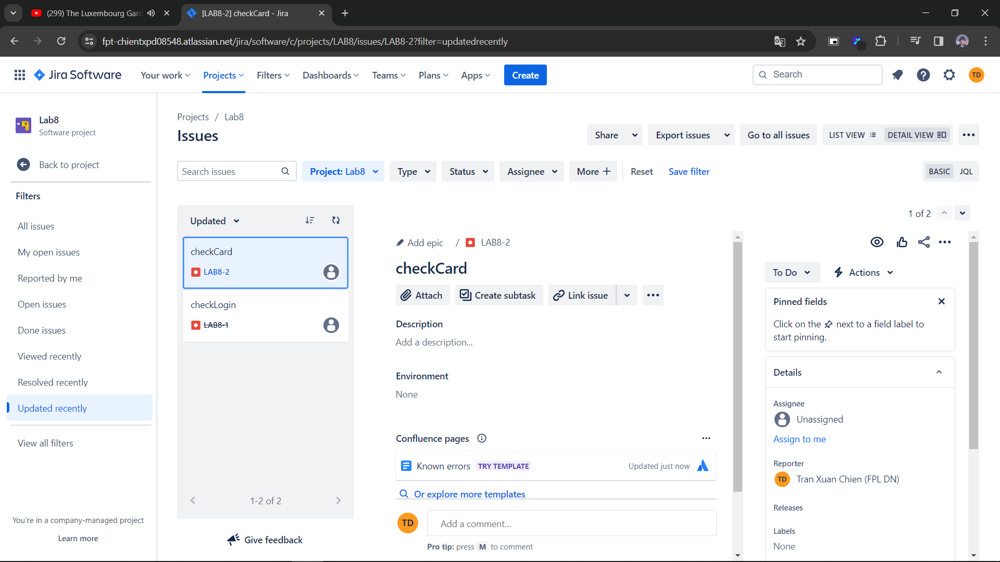 (299) The Luxembourg Gard
[LAB8-2] checkCard - Jira
fpt-chientxpd08548.atlassian.net/jira/software/c/projects/LAB8/issues/LAB8-2?filter=updatedrecently
Jira Software
Your work
Projects
Filters
Dashboards
Teams
Plans
Apps
Create
Search
TD
Lab8
Software project
Back to project
Filters
All issues
My open issues
Reported by me
Open issues
Done issues
Viewed recently
Resolved recently
Updated recently
View all filters
You're in a company-managed project
Learn more
Projects / Lab8
Issues
Share
Export issues
Go to all issues
LIST VIEW
DETAIL VIEW
Search issues
Project: Lab8
Type
Status
Assignee
More
Reset
Save filter
BASIC
JQL
Updated
checkCard
LAB8-2
checkLogin
LAB8-1
1-2 of 2
Give feedback
1 of 2
Add epic / LAB8-2
checkCard
Attach
Create subtask
Link issue
Description
Add a description...
Environment
None
Confluence pages
Known errors TRY TEMPLATE
Updated just now
Or explore more templates
TD
Add a comment...
Pro tip: press M to comment
To Do
Actions
Pinned fields
Click on the next to a field label to
start pinning.
Details
Assignee
Unassigned
Assign to me
Reporter
TD Tran Xuan Chien (FPL DN)
Releases
Labels
None